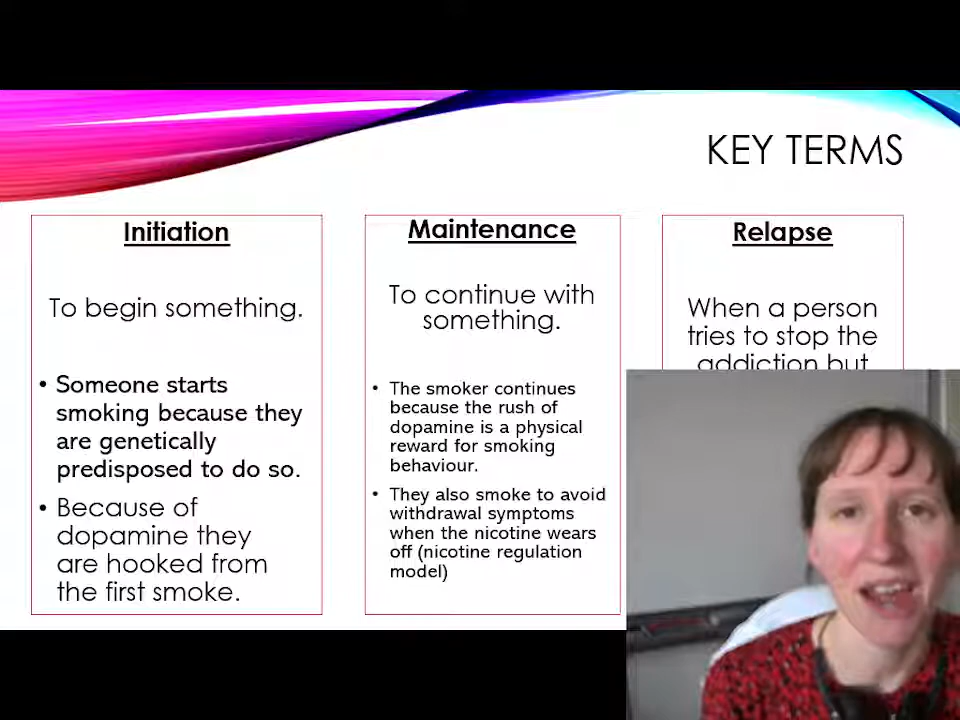 KEY TERMS
Initiation
To begin something.
• Someone starts
smoking because they
are genetically
predisposed to do so.
• Because of
dopamine they
are hooked from
the first smoke.
Maintenance
To continue with
something.
• The smoker continues
because the rush of
dopamine is a physical
reward for smoking
behaviour.
• They also smoke to avoid
withdrawal symptoms
when the nicotine wears
off (nicotine regulation
model)
Relapse
When a person
tries to stop the
addiction but